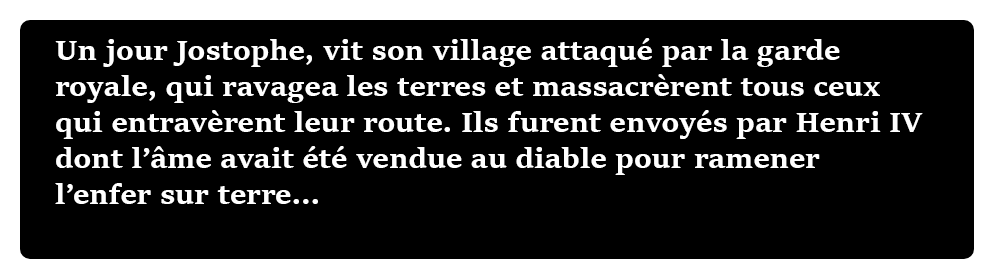 Un jour Jostophe, vit son village attaqué par la garde
royale, qui ravagea les terres et massacrèrent tous ceux
qui entravèrent leur route. Ils furent envoyés par Henri IV
dont l’âme avait été vendue au diable pour ramener
l’enfer sur terre...